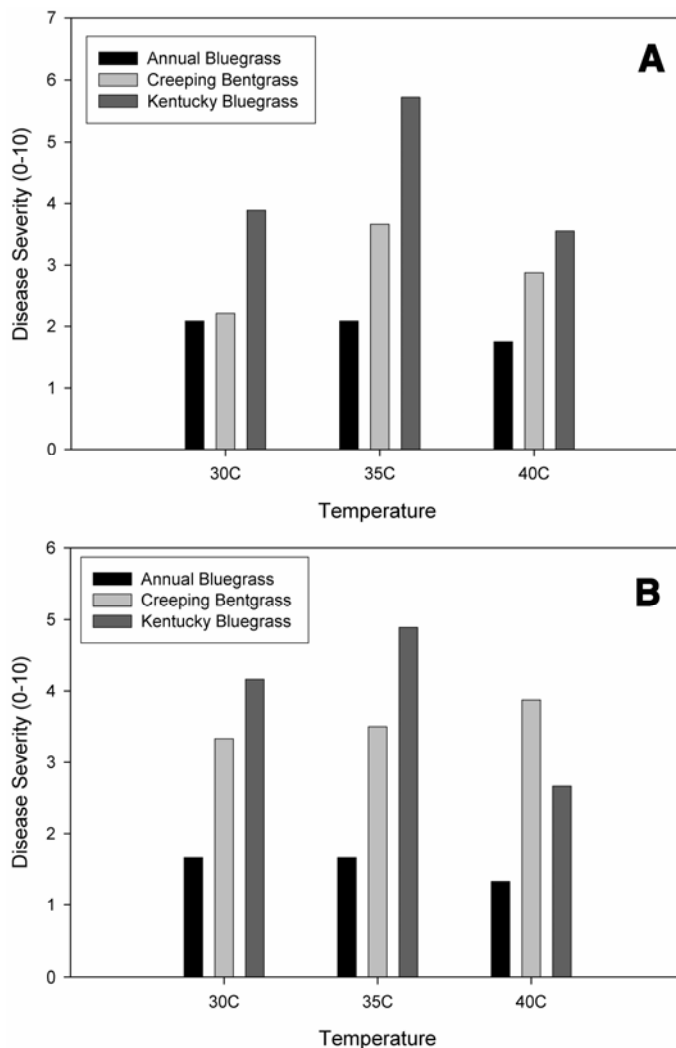 7
6
5
4
3
2
1
0
Disease Severity (0-10)
Annual Bluegrass
Creeping Bentgrass
Kentucky Bluegrass
A
30C 35C 40C
Temperature
6
5
4
3
2
1
0
Disease Severity (0-10)
Annual Bluegrass
Creeping Bentgrass
Kentucky Bluegrass
B
30C 35C 40C
Temperature